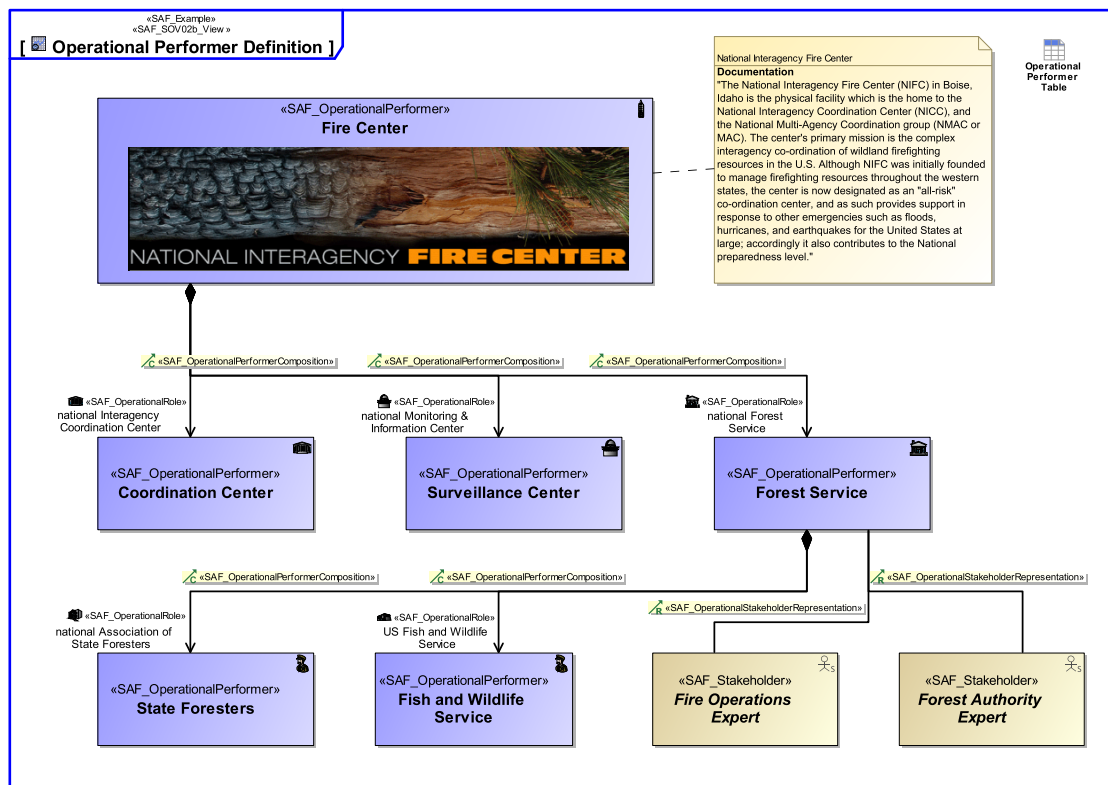 «SAF_Example»
«SAF_SOV02b_View»
[ Operational Performer Definition ]
National Interagency Fire Center
Documentation
"The National Interagency Fire Center (NIFC) in Boise,
Idaho is the physical facility which is the home to the
National Interagency Coordination Center (NICC), and
the National Multi-Agency Coordination group (NMAC or
MAC). The center's primary mission is the complex
interagency co-ordination of wildland firefighting
resources in the U.S. Although NIFC was initially founded
to manage firefighting resources throughout the western
states, the center is now designated as an "all-risk"
co-ordination center, and as such provides support in
response to other emergencies such as floods,
hurricanes, and earthquakes for the United States at
large; accordingly it also contributes to the National
preparedness level."
Operational
Performer
Table
«SAF_OperationalPerformer»
Fire Center
NATIONAL INTERAGENCY FIRE CENTER
C «SAF_OperationalPerformerComposition»
C «SAF_OperationalPerformerComposition»
C «SAF_OperationalPerformerComposition»
«SAF_OperationalRole»
national Interagency
Coordination Center
«SAF_OperationalRole»
national Monitoring &
Information Center
«SAF_OperationalRole»
national Forest
Service
«SAF_OperationalPerformer»
Coordination Center
«SAF_OperationalPerformer»
Surveillance Center
«SAF_OperationalPerformer»
Forest Service
C «SAF_OperationalPerformerComposition»
C «SAF_OperationalPerformerComposition»
R «SAF_OperationalStakeholderRepresentation»
R «SAF_OperationalStakeholderRepresentation»
«SAF_OperationalRole»
national Association of
State Foresters
«SAF_OperationalRole»
US Fish and Wildlife
Service
«SAF_OperationalPerformer»
State Foresters
«SAF_OperationalPerformer»
Fish and Wildlife
Service
S
«SAF_Stakeholder»
Fire Operations
Expert
S
«SAF_Stakeholder»
Forest Authority
Expert